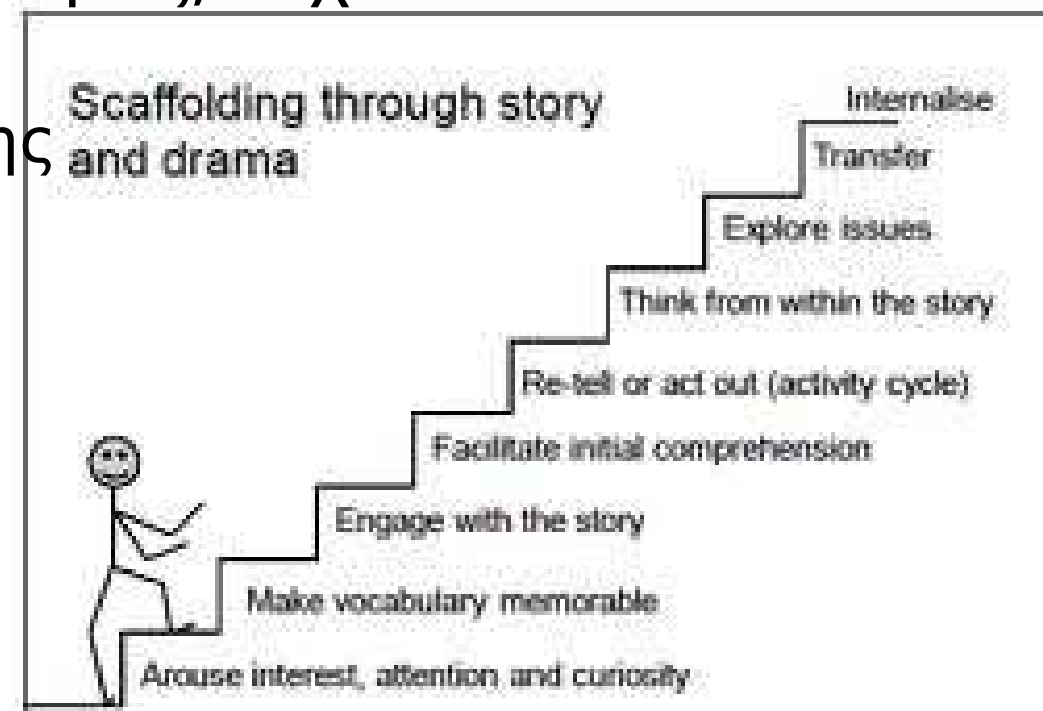 Scaffolding through story
ης and drama
Internalise
Transfer
Explore issues
Think from within the story
Re-tell or act out (activity cycle)
Facilitate initial comprehension
Engage with the story
Make vocabulary memorable
Arouse interest, attention and curiosity